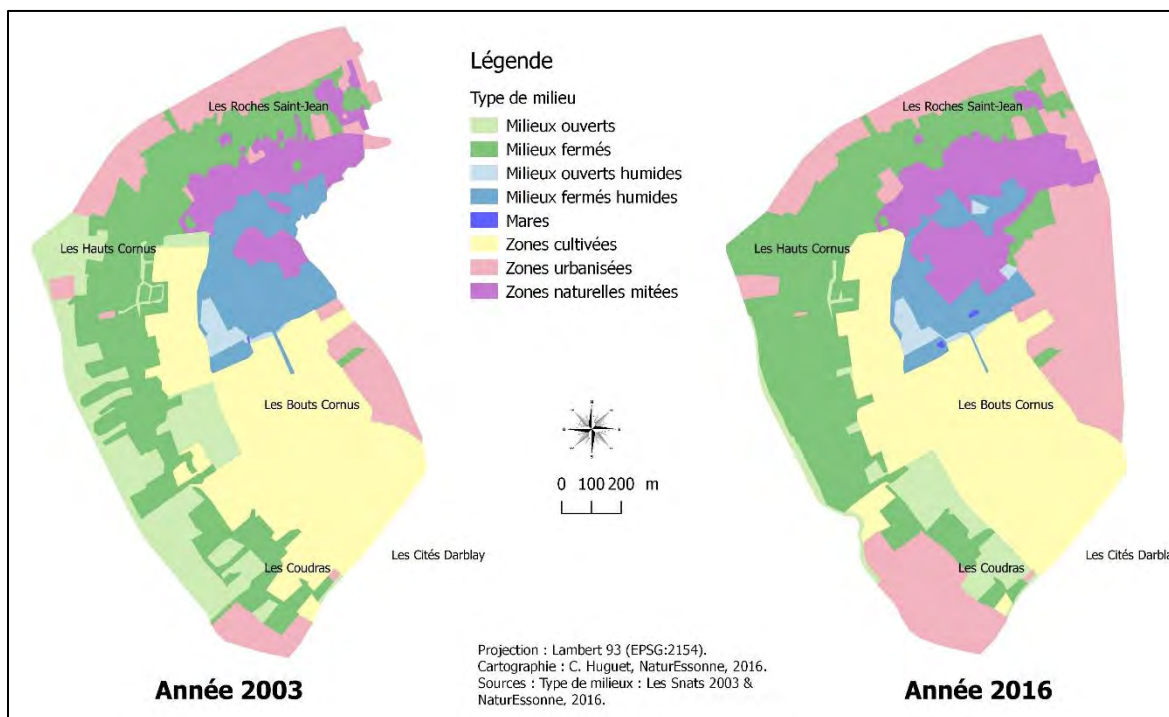 Les Roches Saint-Jean
Les Hauts Cornus
Les Bouts Cornus
Les Cités Darblay
Les Coudras
Année 2003
Légende
Type de milieu
Milieux ouverts
Milieux fermés
Milieux ouverts humides
Milieux fermés humides
Mares
Zones cultivées
Zones urbanisées
Zones naturelles mitées
0 100 200 m
Projection : Lambert 93 (EPSG:2154).
Cartographie : C. Huguet, NaturEssonne, 2016.
Sources : Type de milieu : Les Snats 2003 &
NaturEssonne, 2016.
Les Roches Saint-Jean
Les Hauts Cornus
Les Bouts Cornus
Les Cités Darbla
Les Coudras
Année 2016